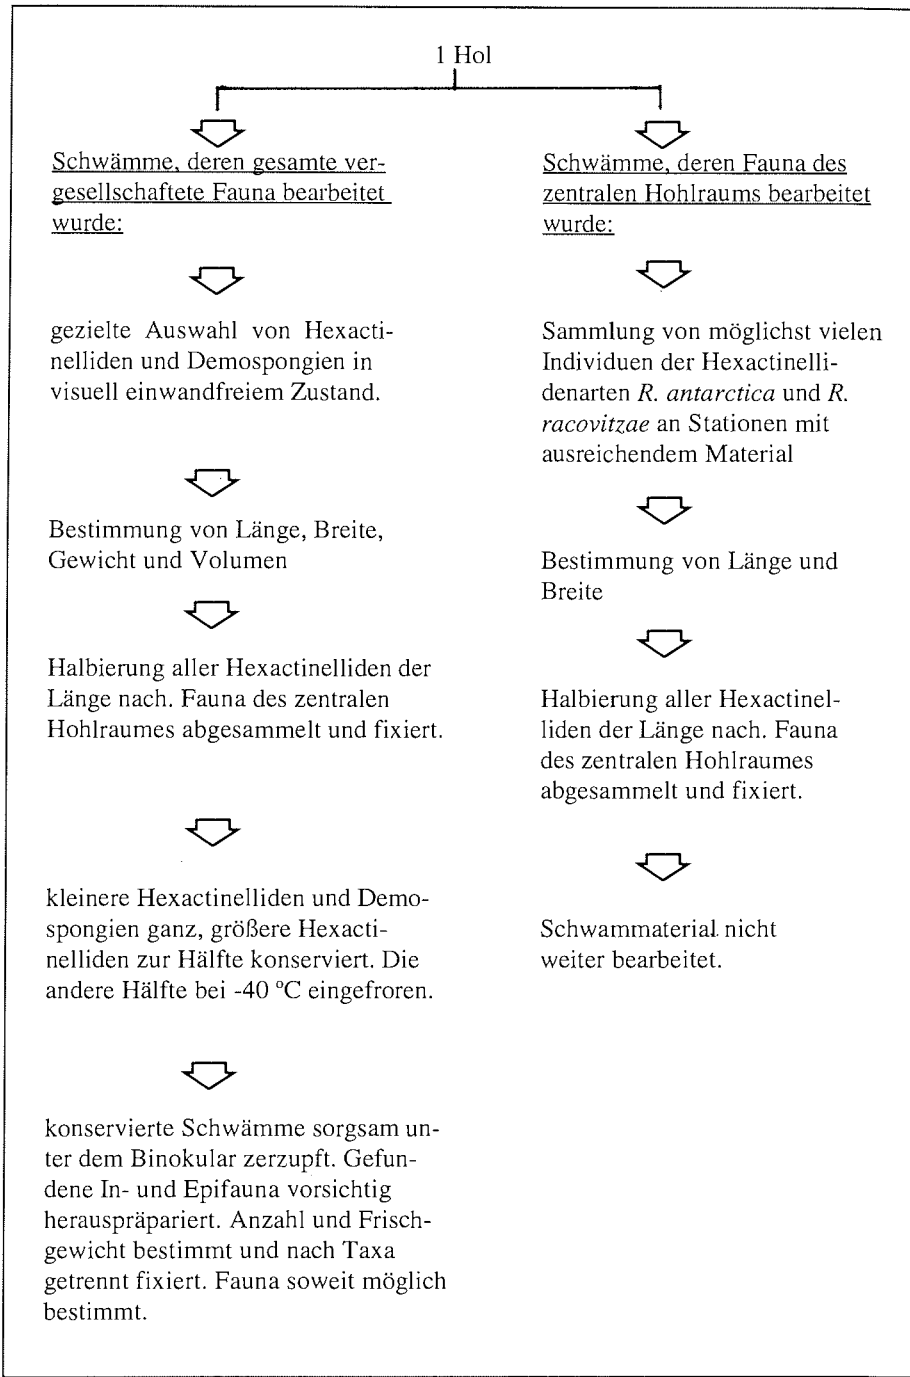 1 Hol
Schwämme, deren gesamte ver-
gesellschaftete Fauna bearbeitet
wurde:
gezielte Auswahl von Hexacti-
nelliden und Demospongien in
visuell einwandfreiem Zustand.
Bestimmung von Länge, Breite,
Gewicht und Volumen
Halbierung aller Hexactinelliden der
Länge nach. Fauna des zentralen
Hohlraumes abgesammelt und fixiert.
kleinere Hexactinelliden und Demo-
spongien ganz, größere Hexacti-
nelliden zur Hälfte konserviert. Die
andere Hälfte bei -40 °C eingefroren.
konservierte Schwämme sorgsam un-
ter dem Binokular zerzupft. Gefun-
dene In- und Epifauna vorsichtig
herauspräpariert. Anzahl und Frisch-
gewicht bestimmt und nach Taxa
getrennt fixiert. Fauna soweit möglich
bestimmt.
Schwämme, deren Fauna des
zentralen Hohlraums bearbeitet
wurde:
Sammlung von möglichst vielen
Individuen der Hexactinelli-
denarten R. antarctica und R.
racovitzae an Stationen mit
ausreichendem Material
Bestimmung von Länge und
Breite
Halbierung aller Hexactinel-
liden der Länge nach. Fauna
des zentralen Hohlraumes
abgesammelt und fixiert.
Schwammaterial nicht
weiter bearbeitet.